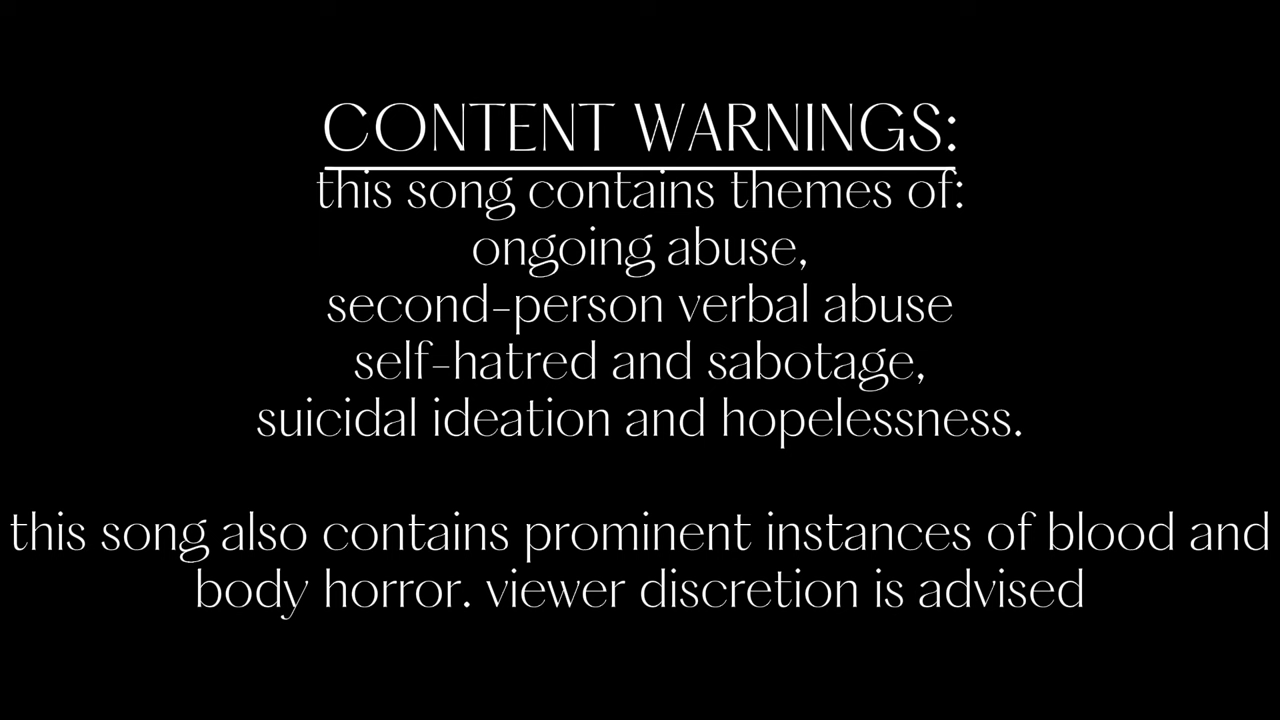 CONTENT WARNINGS:
this song contains themes of:
ongoing abuse,
second-person verbal abuse
self-hatred and sabotage,
suicidal ideation and hopelessness.
this song also contains prominent instances of blood and
body horror. viewer discretion is advised